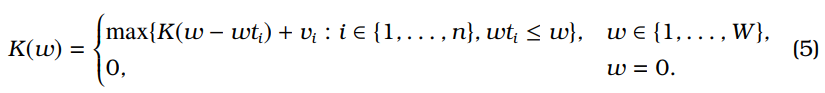 K(w) = { max{K(w − wt_i) + v_i : i ∈ {1, . . . , n}, wt_i ≤ w}, w ∈ {1, . . . , W}, (5)
0, w = 0.